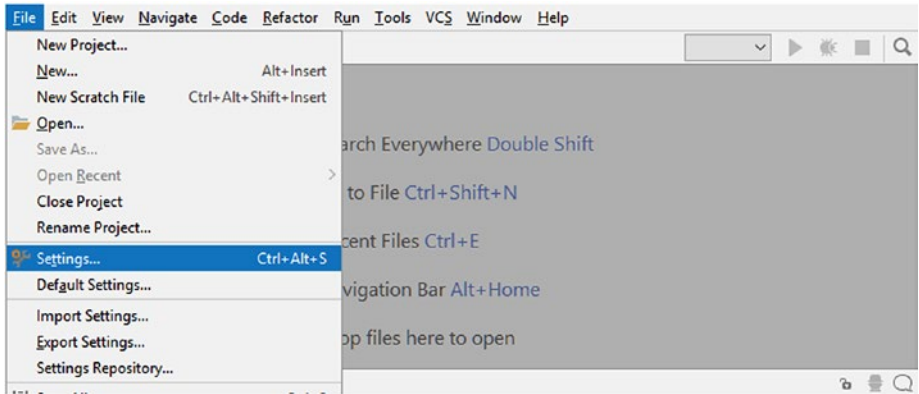 File Edit View Navigate Code Refactor Run Tools VCS Window Help
New Project...
New... Alt+Insert
New Scratch File Ctrl+Alt+Shift+Insert
Open...
Save As...
Open Recent
Close Project
Rename Project...
Settings... Ctrl+Alt+S
Default Settings...
Import Settings...
Export Settings...
Settings Repository...
arch Everywhere Double Shift
to File Ctrl+Shift+N
cent Files Ctrl+E
vigation Bar Alt+Home
op files here to open